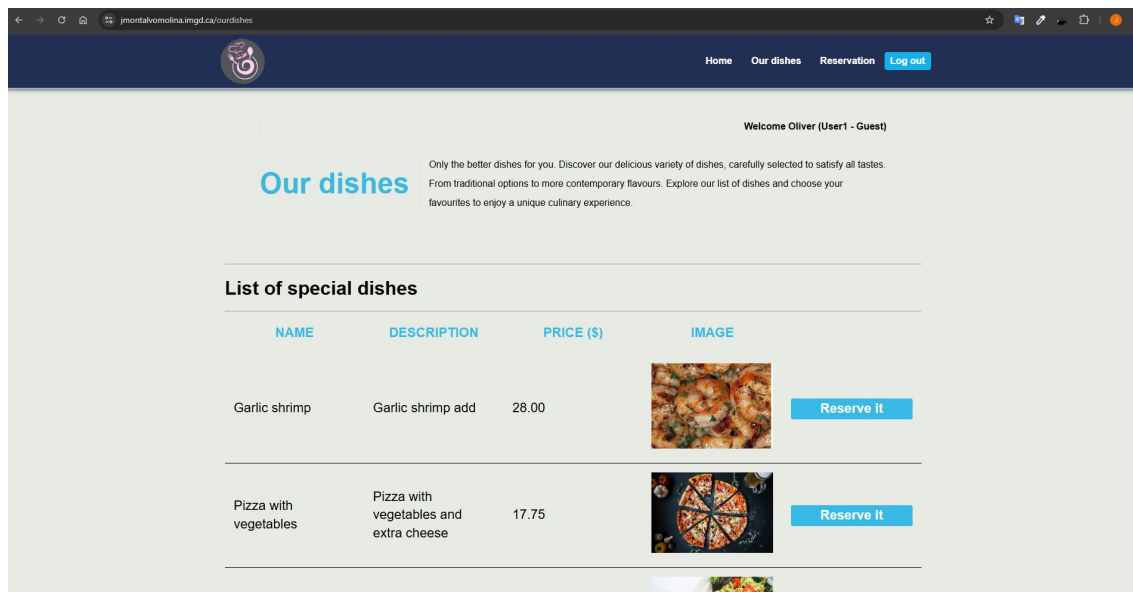 jmontalvomolina.imgd.ca/ourdishes
Home Our dishes Reservation Log out
Welcome Oliver (User1 - Guest)
Our dishes
Only the better dishes for you. Discover our delicious variety of dishes, carefully selected to satisfy all tastes.
From traditional options to more contemporary flavours. Explore our list of dishes and choose your
favourites to enjoy a unique culinary experience.
List of special dishes
NAME DESCRIPTION PRICE ($) IMAGE
Garlic shrimp Garlic shrimp add 28.00 Reserve it
Pizza with
vegetables
Pizza with
vegetables and
extra cheese
17.75
Reserve it